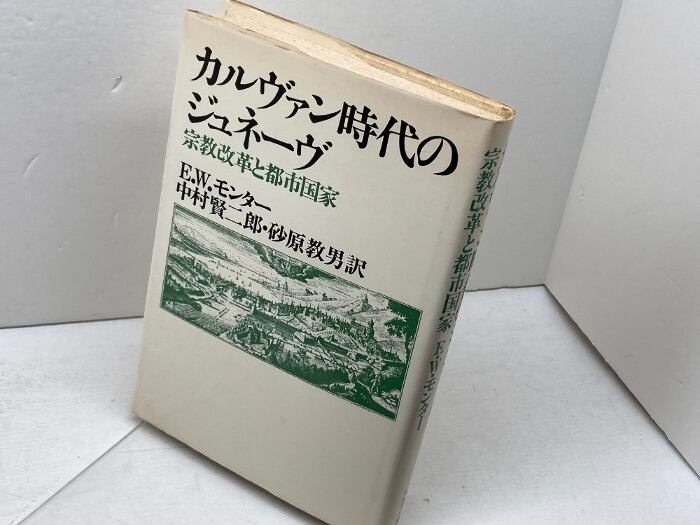 カルヴァン時代の
ジュネーヴ
宗教改革と都市国家
E.W.モンター
中村賢二郎・砂原教男訳
宗教改革と都市国家 E.W.モンター